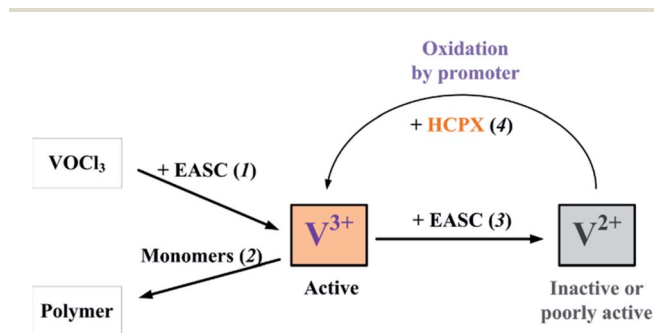 Oxidation
by promoter
+ HCPX (4)
VOCl₃
+ EASC (1)
V³⁺
+ EASC (3)
V²⁺
Monomers (2)
Active
Inactive or
poorly active
Polymer